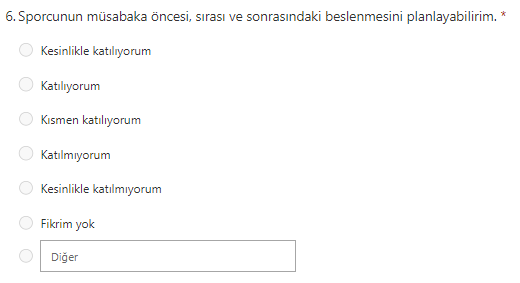 6. Sporcunun müsabaka öncesi, sırası ve sonrasındaki beslenmesini planlayabilirim. *
Kesinlikle katılıyorum
Katılıyorum
Kısmen katılıyorum
Katılmıyorum
Kesinlikle katılmıyorum
Fikrim yok
Diğer